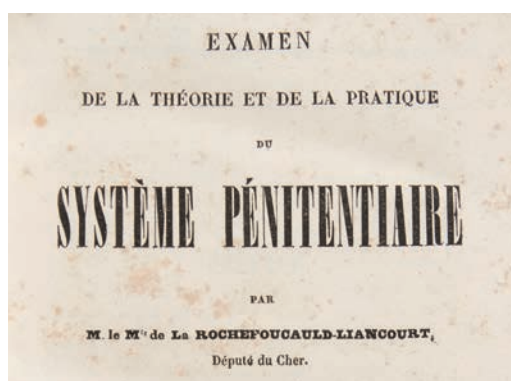 EXAMEN
DE LA THÉORIE ET DE LA PRATIQUE
DU
SYSTÈME PÉNITENTIAIRE
PAR
M. le Mis de La ROCHEFOUCAULD-LIANCOURT,
Député du Cher.